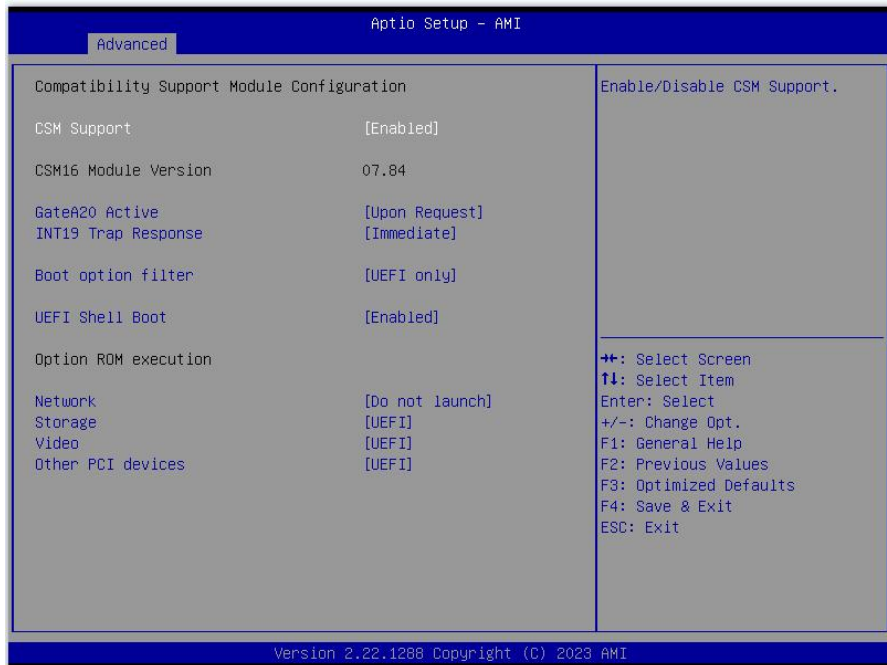 Aptio Setup - AMI
Advanced
Compatibility Support Module Configuration
CSM Support [Enabled]
CSM16 Module Version 07.84
GateA20 Active [Upon Request]
INT19 Trap Response [Immediate]
Boot option filter [UEFI only]
UEFI Shell Boot [Enabled]
Option ROM execution
Network [Do not launch]
Storage [UEFI]
Video [UEFI]
Other PCI devices [UEFI]
Enable/Disable CSM Support.
→←: Select Screen
↑↓: Select Item
Enter: Select
+/-: Change Opt.
F1: General Help
F2: Previous Values
F3: Optimized Defaults
F4: Save & Exit
ESC: Exit
Version 2.22.1288 Copyright (C) 2023 AMI